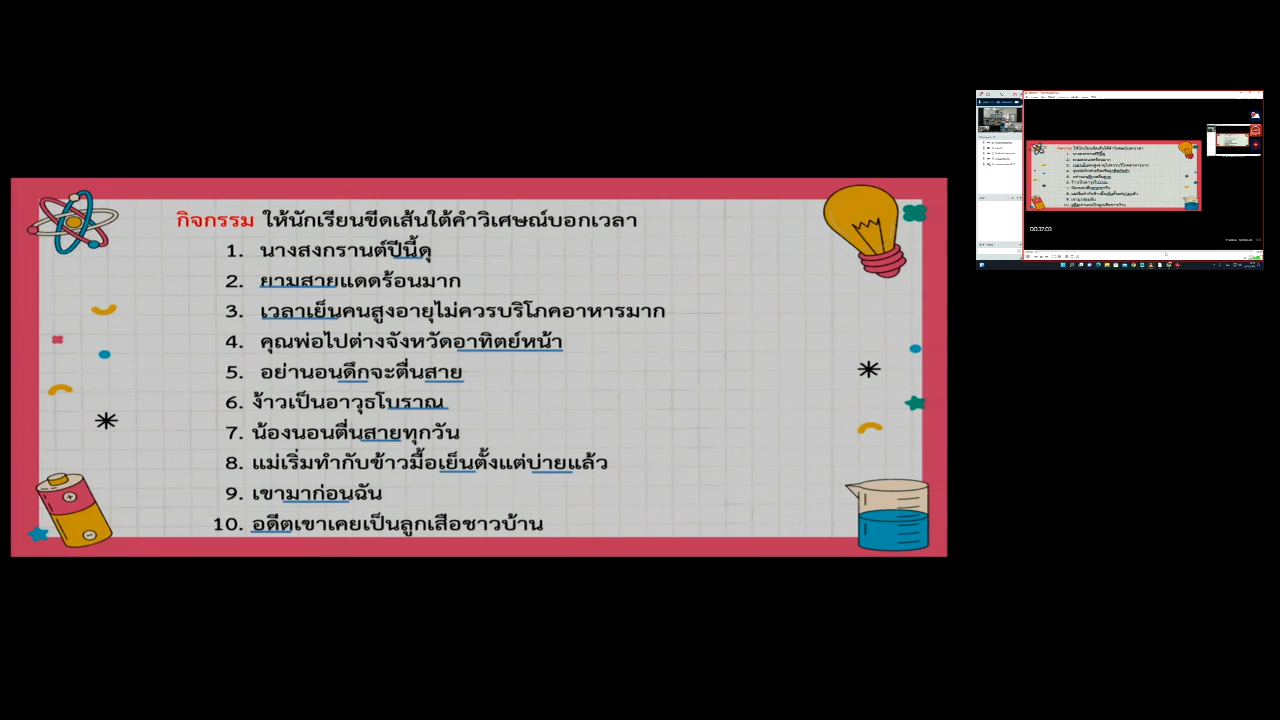 กิจกรรม ให้นักเรียนขีดเส้นใต้คำวิเศษณ์บอกเวลา
1. นางสงกรานต์ปีนี้ดุ
2. ยามสายแดดร้อนมาก
3. เวลาเย็นคนสูงอายุไม่ควรบริโภคอาหารมาก
4. คุณพ่อไปต่างจังหวัดอาทิตย์หน้า
5. อย่านอนดึกจะตื่นสาย
6. ง้าวเป็นอาวุธโบราณ
7. น้องนอนตื่นสายทุกวัน
8. แม่เริ่มทำกับข้าวมื้อเย็นตั้งแต่บ่ายแล้ว
9. เขามาก่อนฉัน
10. อดีตเขาเคยเป็นลูกเสือชาวบ้าน
00:37:03